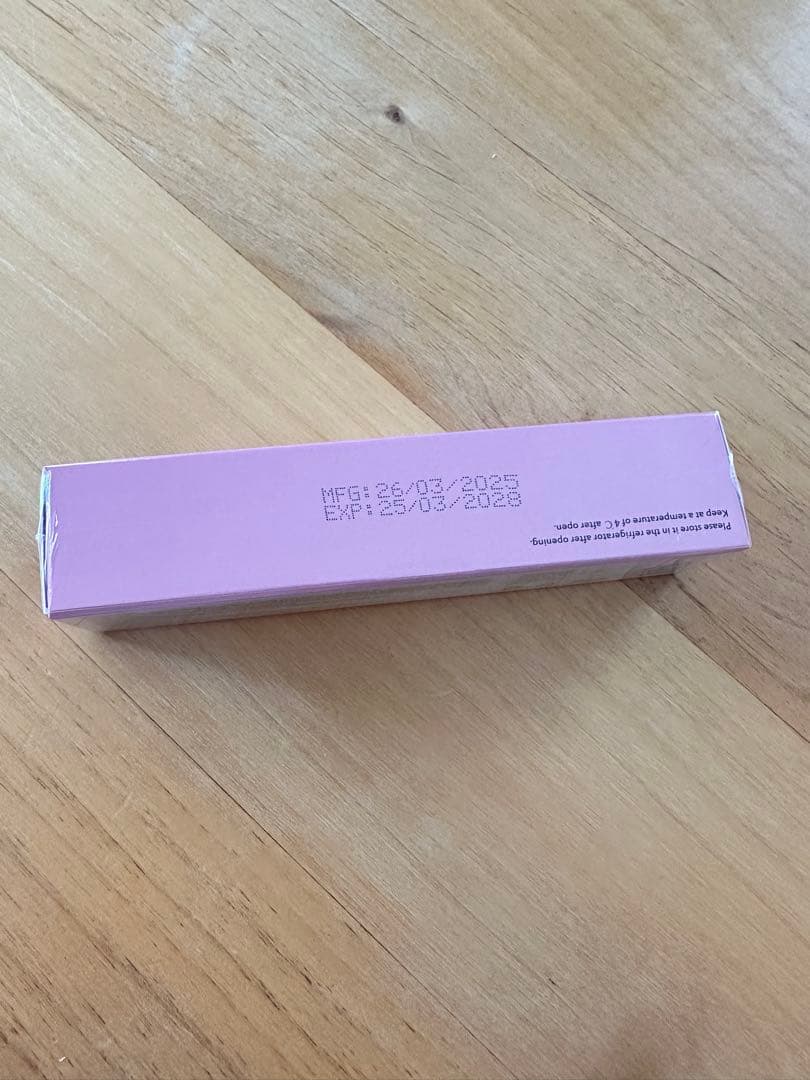 MFG:26/03/2025
EXP:25/03/2028
Please store it in the refrigerator after opening.
Keep at a temperature of 4℃ after open.